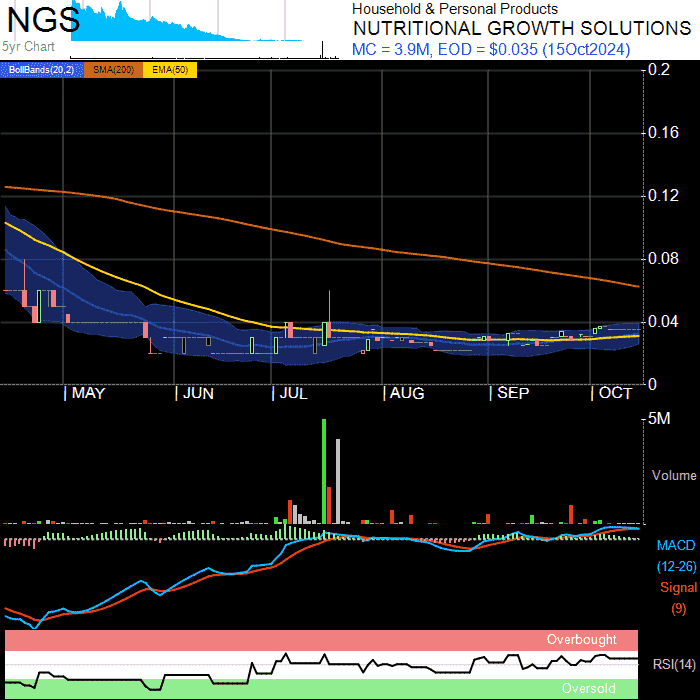 NGS
5yr Chart
Household & Personal Products
NUTRITIONAL GROWTH SOLUTIONS
MC = 3.9M, EOD = $0.035 (15Oct2024)
BollBands(20,2) SMA(200) EMA(50)
0.2
0.16
0.12
0.08
0.04
0
| MAY | JUN | JUL | AUG | SEP | OCT
5M
Volume
MACD
(12-26)
Signal
(9)
Overbought
RSI(14)
Oversold